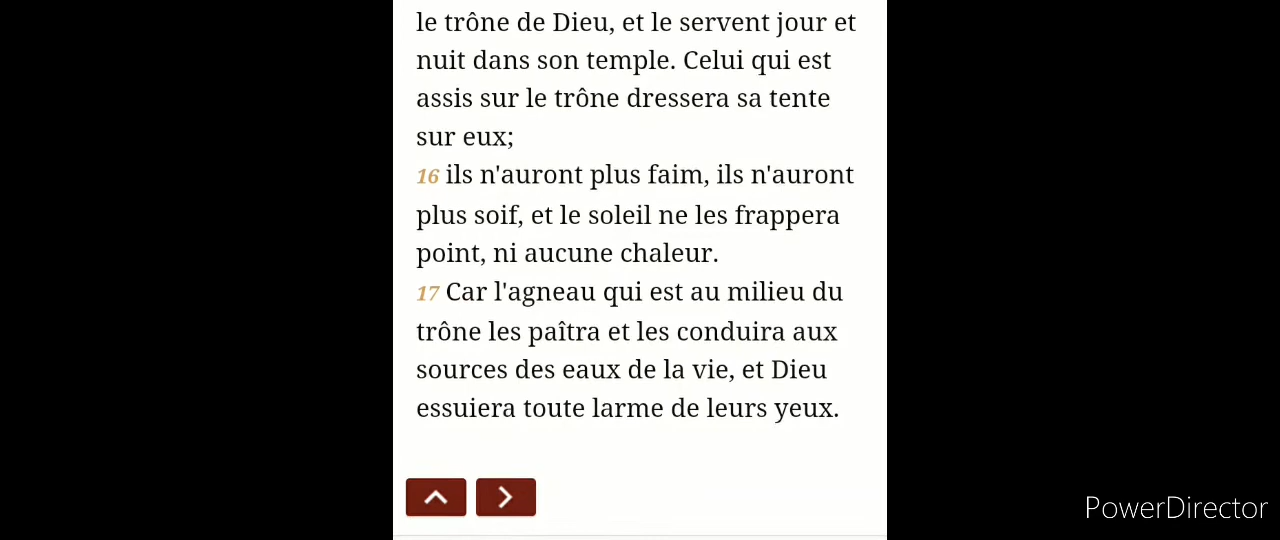 le trône de Dieu, et le servent jour et
nuit dans son temple. Celui qui est
assis sur le trône dressera sa tente
sur eux;
16 ils n'auront plus faim, ils n'auront
plus soif, et le soleil ne les frappera
point, ni aucune chaleur.
17 Car l'agneau qui est au milieu du
trône les paîtra et les conduira aux
sources des eaux de la vie, et Dieu
essuiera toute larme de leurs yeux.
PowerDirector